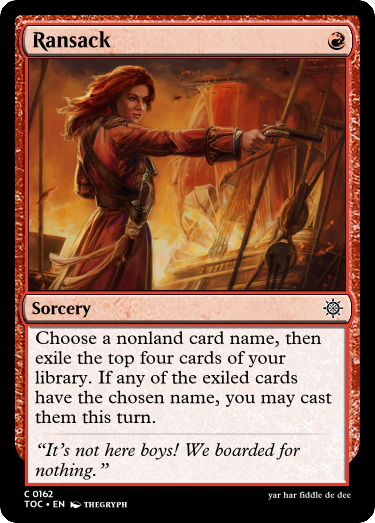 Ransack
Sorcery
Choose a nonland card name, then
exile the top four cards of your
library. If any of the exiled cards
have the chosen name, you may cast
them this turn.
“It’s not here boys! We boarded for
nothing.”
C 0162
TOC • EN THEGRYPH
yar har fiddle de dee